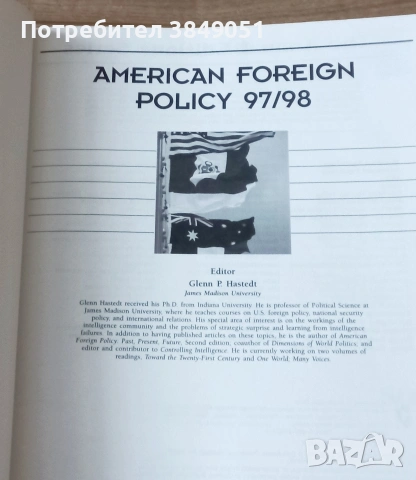 Потребител 3849051
AMERICAN FOREIGN
POLICY 97/98
Editor
Glenn P. Hastedt
James Madison University
Glenn Hastedt received his Ph.D. from Indiana University. He is professor of Political Science at
James Madison University, where he teaches courses on U.S. foreign policy, national security
policy, and international relations. His special area of interest is on the workings of the
intelligence community and the problems of strategic surprise and learning from intelligence
failures. In addition to having published articles on these topics, he is the author of American
Foreign Policy: Past, Present, Future, Second edition; coauthor of Dimensions of World Politics; and
editor and contributor to Controlling Intelligence. He is currently working on two volumes of
readings, Toward the Twenty-First Century and One World, Many Voices.
BAZAR